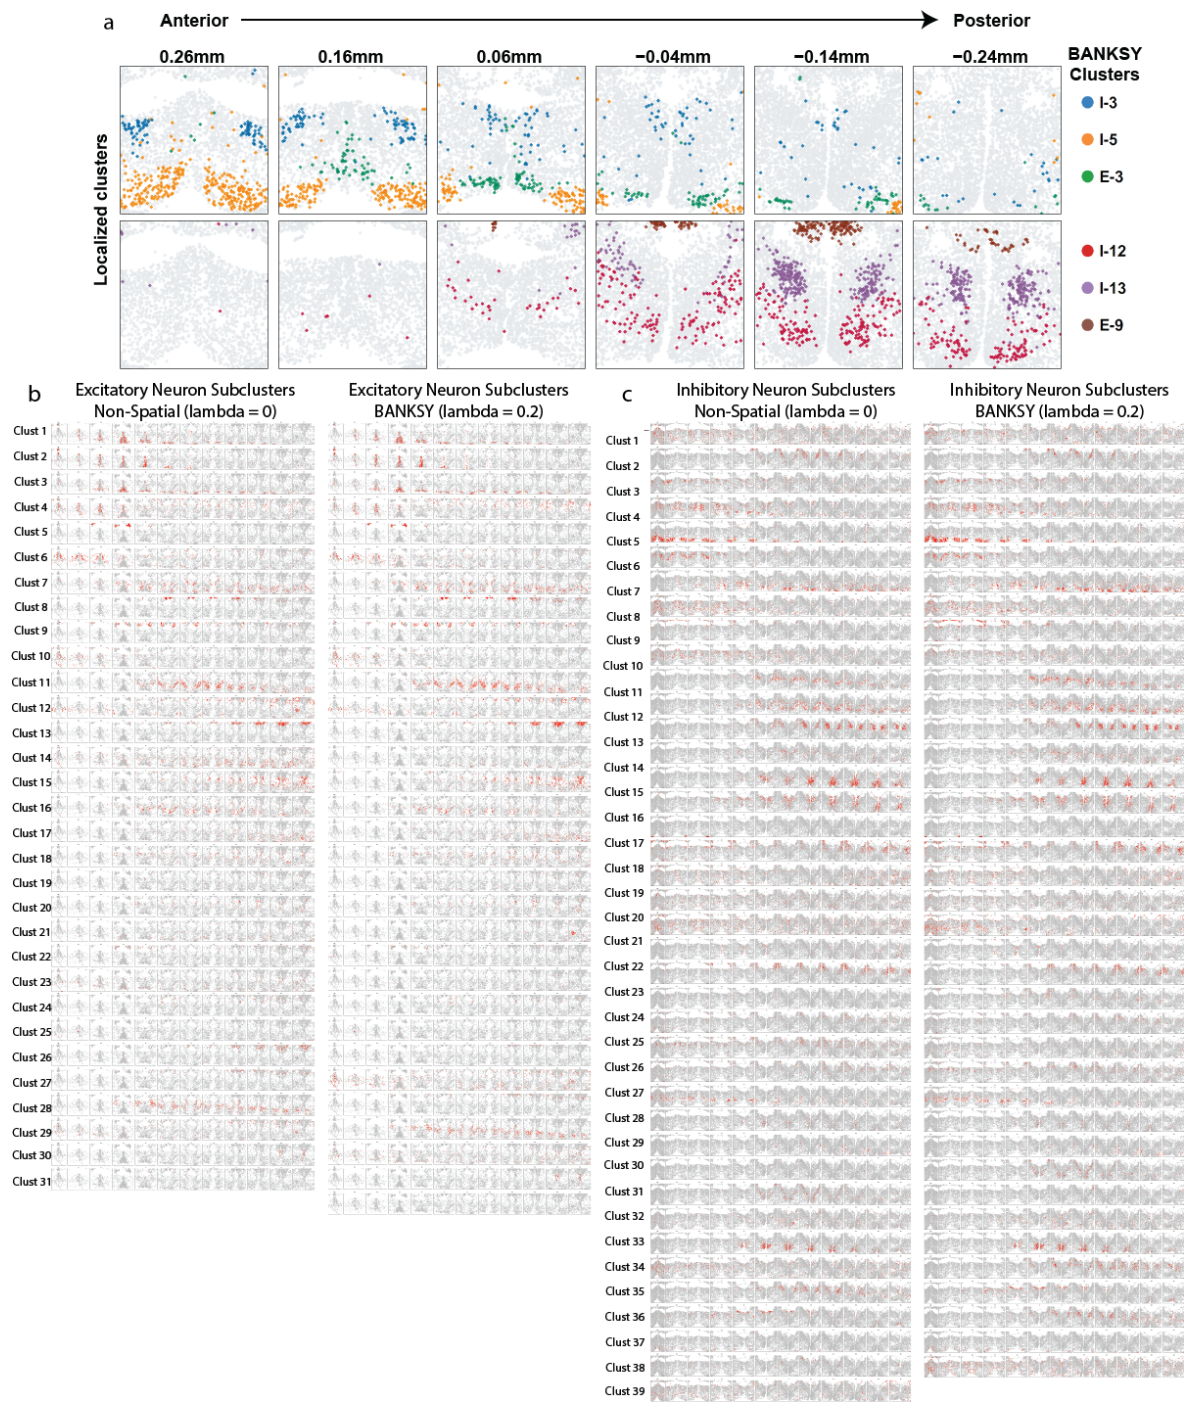 a
Anterior
Posterior
0.26mm
0.16mm
0.06mm
−0.04mm
−0.14mm
−0.24mm
BANKSY
Clusters
Localized clusters
I-3
I-5
E-3
I-12
I-13
E-9
b
Excitatory Neuron Subclusters
Non-Spatial (lambda = 0)
Excitatory Neuron Subclusters
BANKSY (lambda = 0.2)
Clust 1
Clust 2
Clust 3
Clust 4
Clust 5
Clust 6
Clust 7
Clust 8
Clust 9
Clust 10
Clust 11
Clust 12
Clust 13
Clust 14
Clust 15
Clust 16
Clust 17
Clust 18
Clust 19
Clust 20
Clust 21
Clust 22
Clust 23
Clust 24
Clust 25
Clust 26
Clust 27
Clust 28
Clust 29
Clust 30
Clust 31
c
Inhibitory Neuron Subclusters
Non-Spatial (lambda = 0)
Inhibitory Neuron Subclusters
BANKSY (lambda = 0.2)
Clust 1
Clust 2
Clust 3
Clust 4
Clust 5
Clust 6
Clust 7
Clust 8
Clust 9
Clust 10
Clust 11
Clust 12
Clust 13
Clust 14
Clust 15
Clust 16
Clust 17
Clust 18
Clust 19
Clust 20
Clust 21
Clust 22
Clust 23
Clust 24
Clust 25
Clust 26
Clust 27
Clust 28
Clust 29
Clust 30
Clust 31
Clust 32
Clust 33
Clust 34
Clust 35
Clust 36
Clust 37
Clust 38
Clust 39